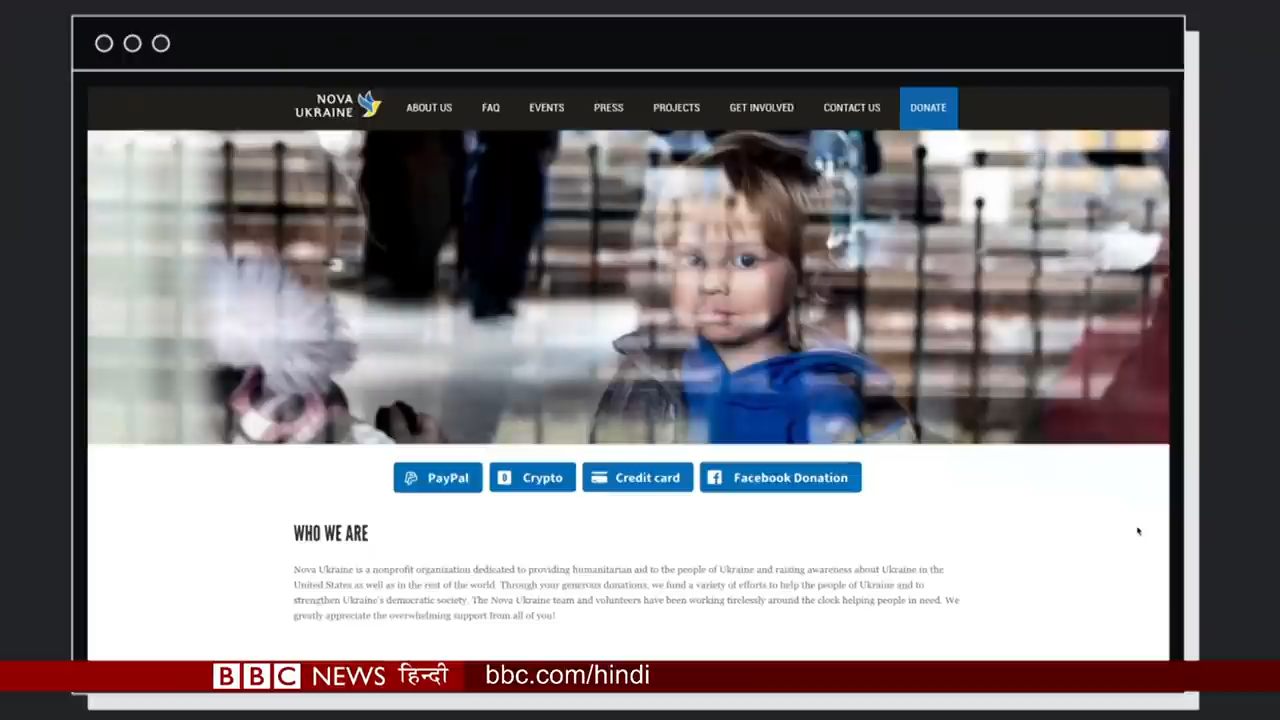 NOVA
UKRAINE
ABOUT US
FAQ
EVENTS
PRESS
PROJECTS
GET INVOLVED
CONTACT US
DONATE
PayPal
Crypto
Credit card
Facebook Donation
WHO WE ARE
Nova Ukraine is a nonprofit organization dedicated to providing humanitarian aid to the people of Ukraine and raising awareness about Ukraine in the
United States as well as in the rest of the world. Through your generous donations, we fund a variety of efforts to help the people of Ukraine and to
strengthen Ukraine's democratic society. The Nova Ukraine team and volunteers have been working tirelessly around the clock helping people in need. We
greatly appreciate the overwhelming support from all of you!
BBC NEWS हिन्दी
bbc.com/hindi